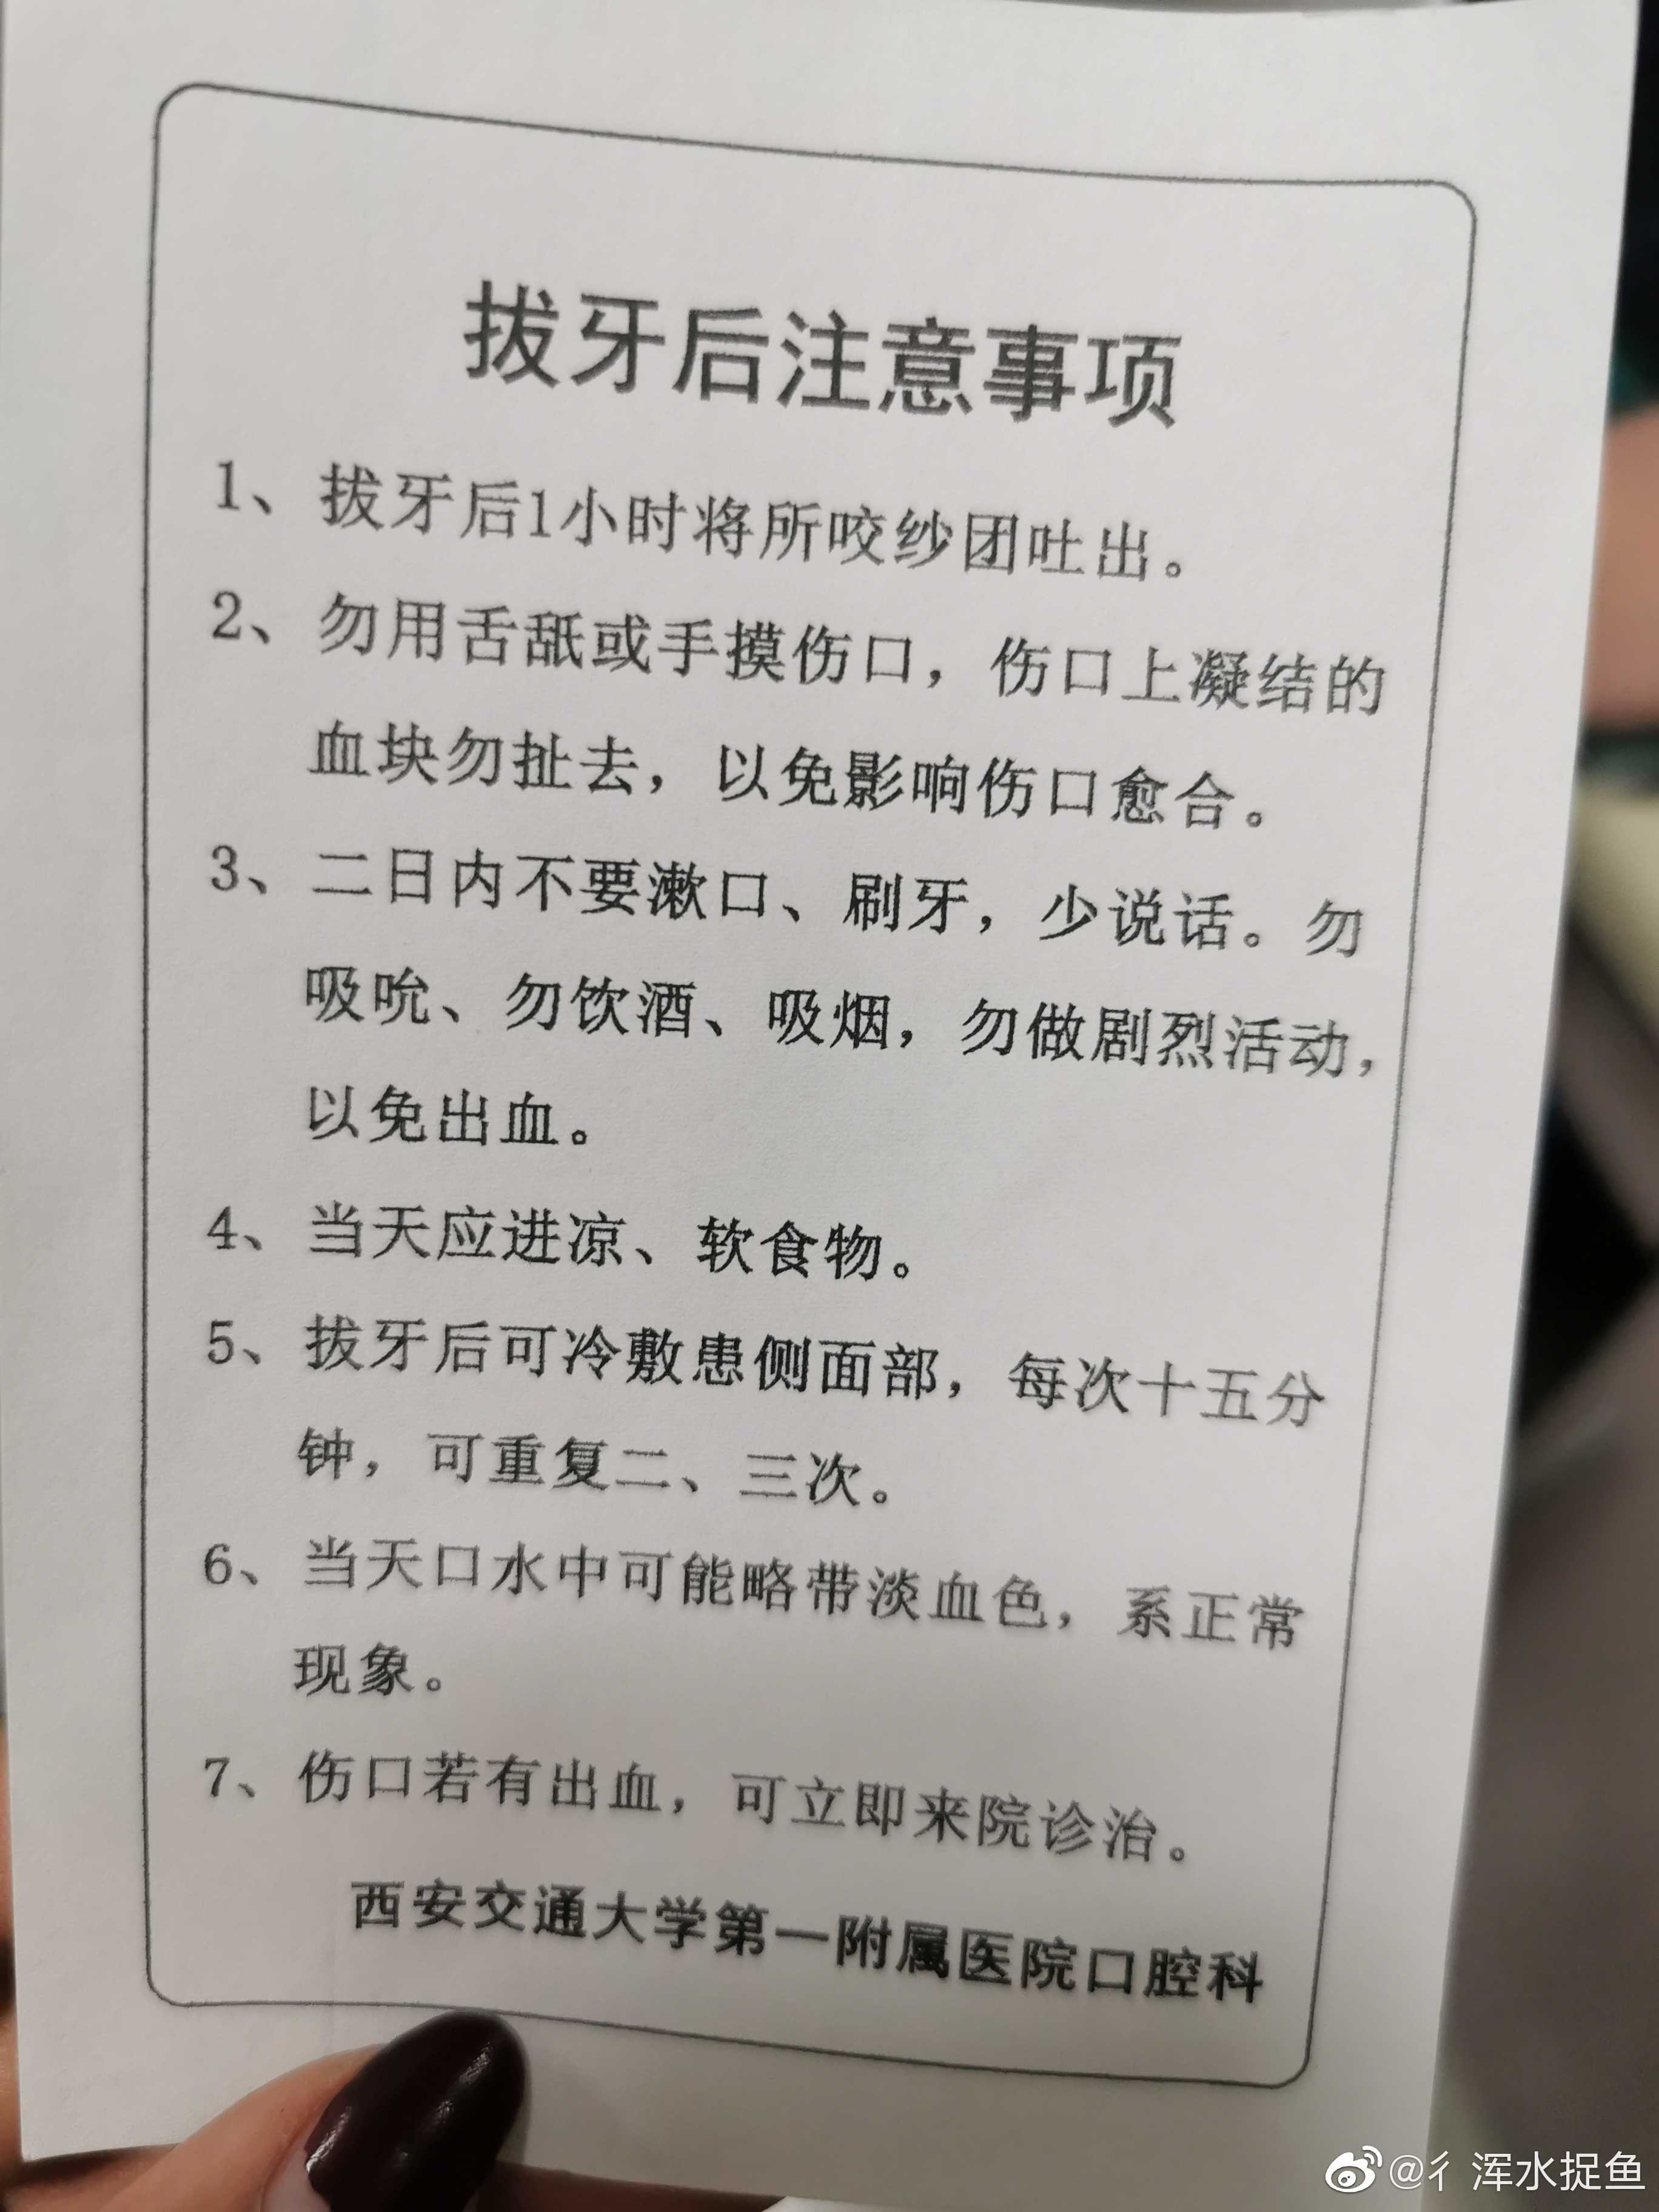 拔牙后注意事项
1、拔牙后1小时将所咬纱团吐出。
2、勿用舌舐或手摸伤口，伤口上凝结的
血块勿扯去，以免影响伤口愈合。
3、二日内不要漱口、刷牙，少说话。勿
吸吮、勿饮酒、吸烟，勿做剧烈活动，
以免出血。
4、当天应进凉、软食物。
5、拔牙后可冷敷患侧面部，每次十五分
钟，可重复二、三次。
6、当天口水中可能略带淡血色，系正常
现象。
7、伤口若有出血，可立即来院诊治。
西安交通大学第一附属医院口腔科
@彳浑水捉鱼